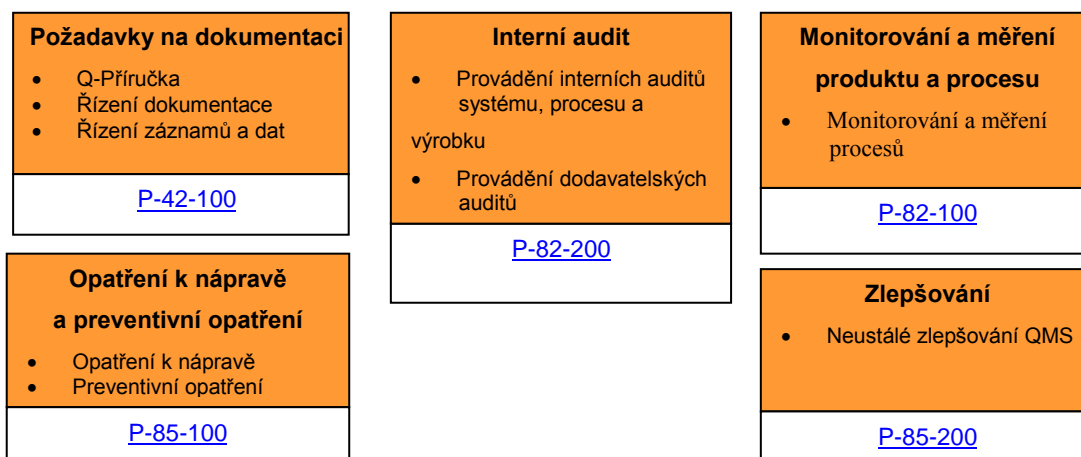 Požadavky na dokumentaci
• Q-Příručka
• Řízení dokumentace
• Řízení záznamů a dat
P-42-100
Interní audit
• Provádění interních auditů
systému, procesu a
výrobku
• Provádění dodavatelských
auditů
P-82-200
Monitorování a měření
produktu a procesu
• Monitorování a měření
procesů
P-82-100
Opatření k nápravě
a preventivní opatření
• Opatření k nápravě
• Preventivní opatření
P-85-100
Zlepšování
• Neustálé zlepšování QMS
P-85-200